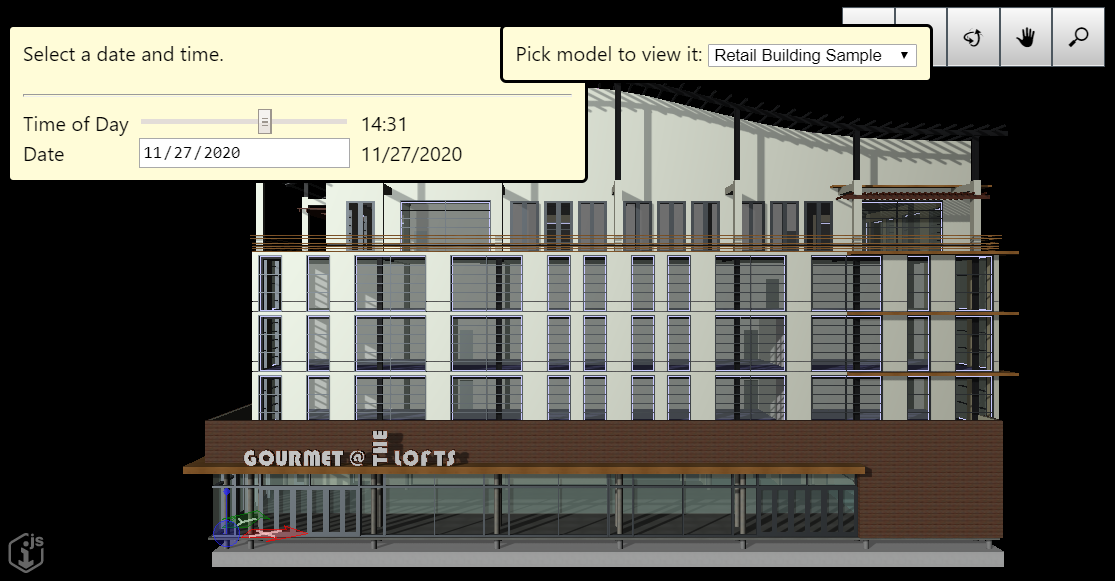 Select a date and time.
Pick model to view it: Retail Building Sample
Time of Day 14:31
Date 11/27/2020 11/27/2020
GOURMET @ THE LOFTS
js